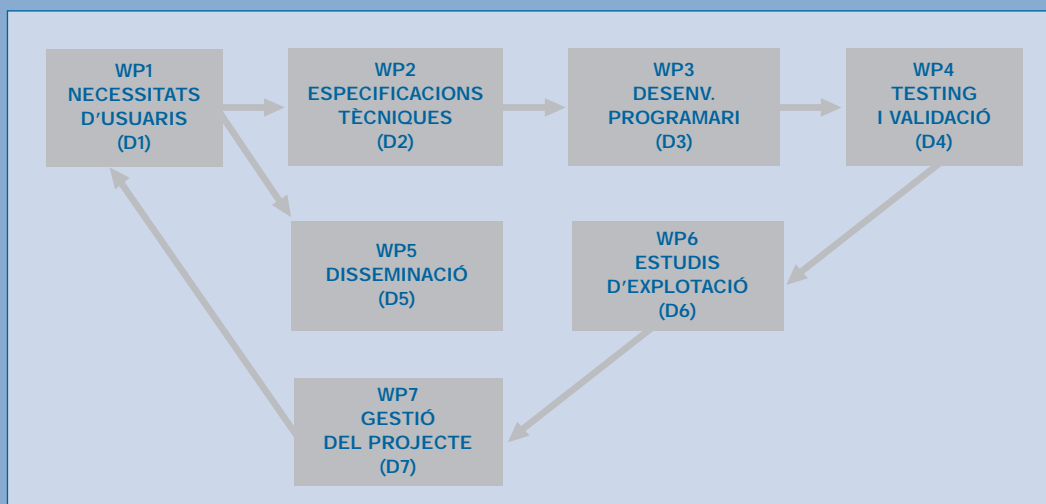 WP1
NECESSITATS
D'USUARIS
(D1)
WP2
ESPECIFICACIONS
TÈCNIQUES
(D2)
WP3
DESENV.
PROGRAMARI
(D3)
WP4
TESTING
I VALIDACIÓ
(D4)
WP5
DISSEMINACIÓ
(D5)
WP6
ESTUDIS
D'EXPLOTACIÓ
(D6)
WP7
GESTIÓ
DEL PROJECTE
(D7)